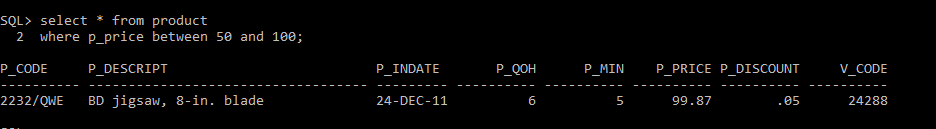 SQL> select * from product
  2  where p_price between 50 and 100;
P_CODE     P_DESCRIPT                          P_INDATE       P_QOH      P_MIN    P_PRICE P_DISCOUNT     V_CODE
---------- ----------------------------------- --------- ---------- ---------- ---------- ---------- ----------
2232/QWE   BD jigsaw, 8-in. blade              24-DEC-11          6          5      99.87        .05      24288